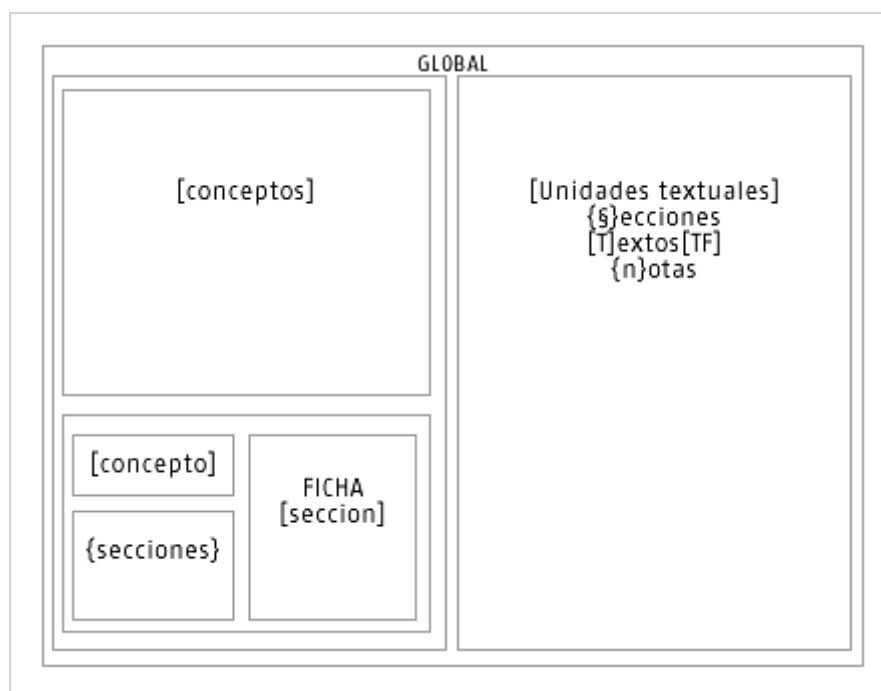 GLOBAL
[conceptos]
[concepto]
{secciones}
FICHA
[seccion]
[Unidades textuales]
{§}ecciones
[T]extos[TF]
{n}otas